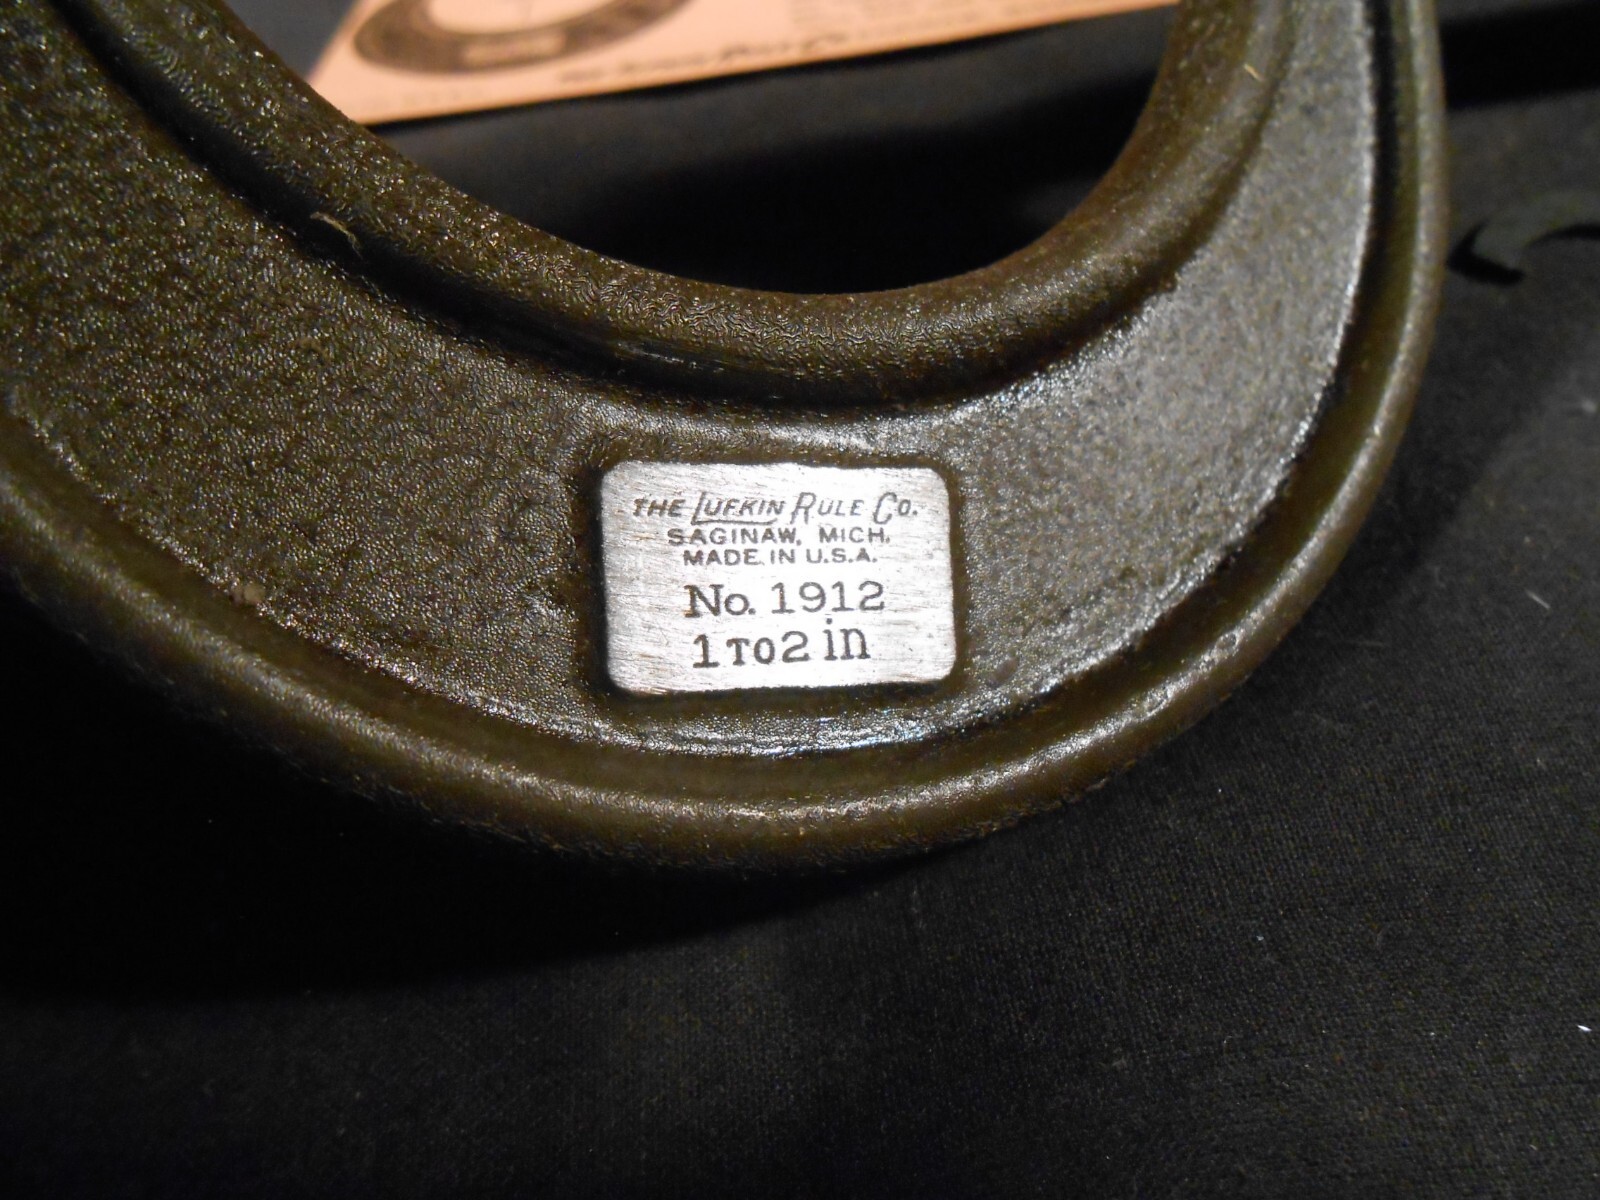 THE LUFKIN RULE CO.
SAGINAW, MICH.
MADE IN U.S.A.
No. 1912
1 TO 2 in